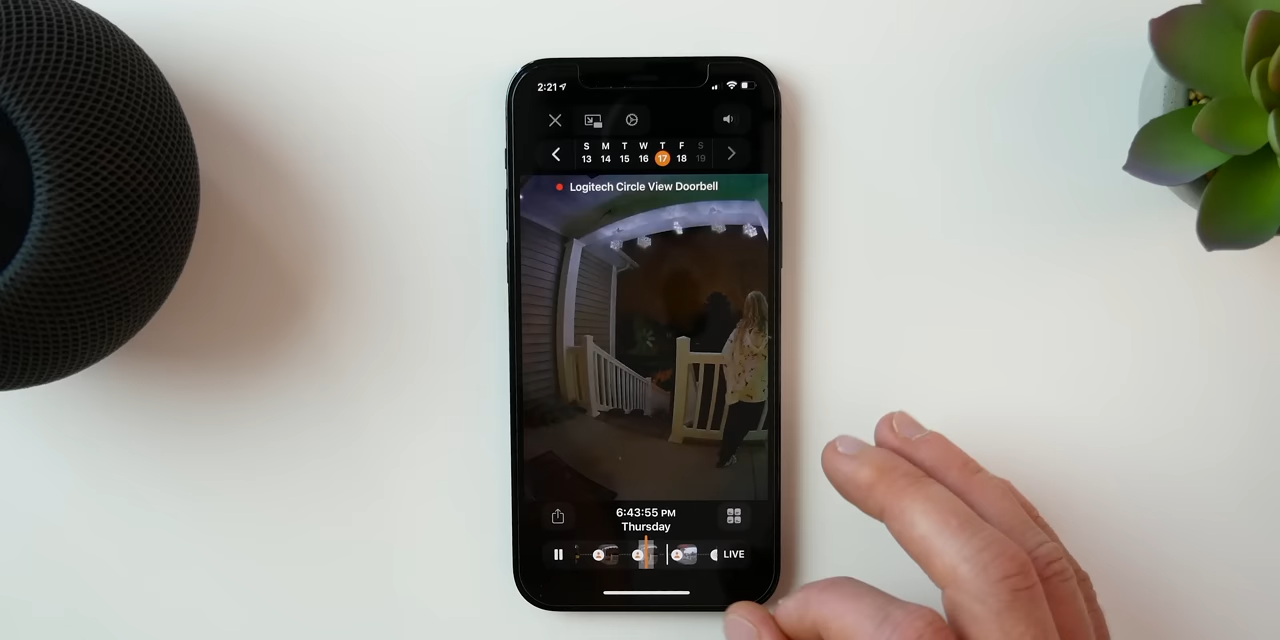 2:21
S M T W T F S
13 14 15 16 17 18 19
Logitech Circle View Doorbell
6:43:55 PM
Thursday
LIVE